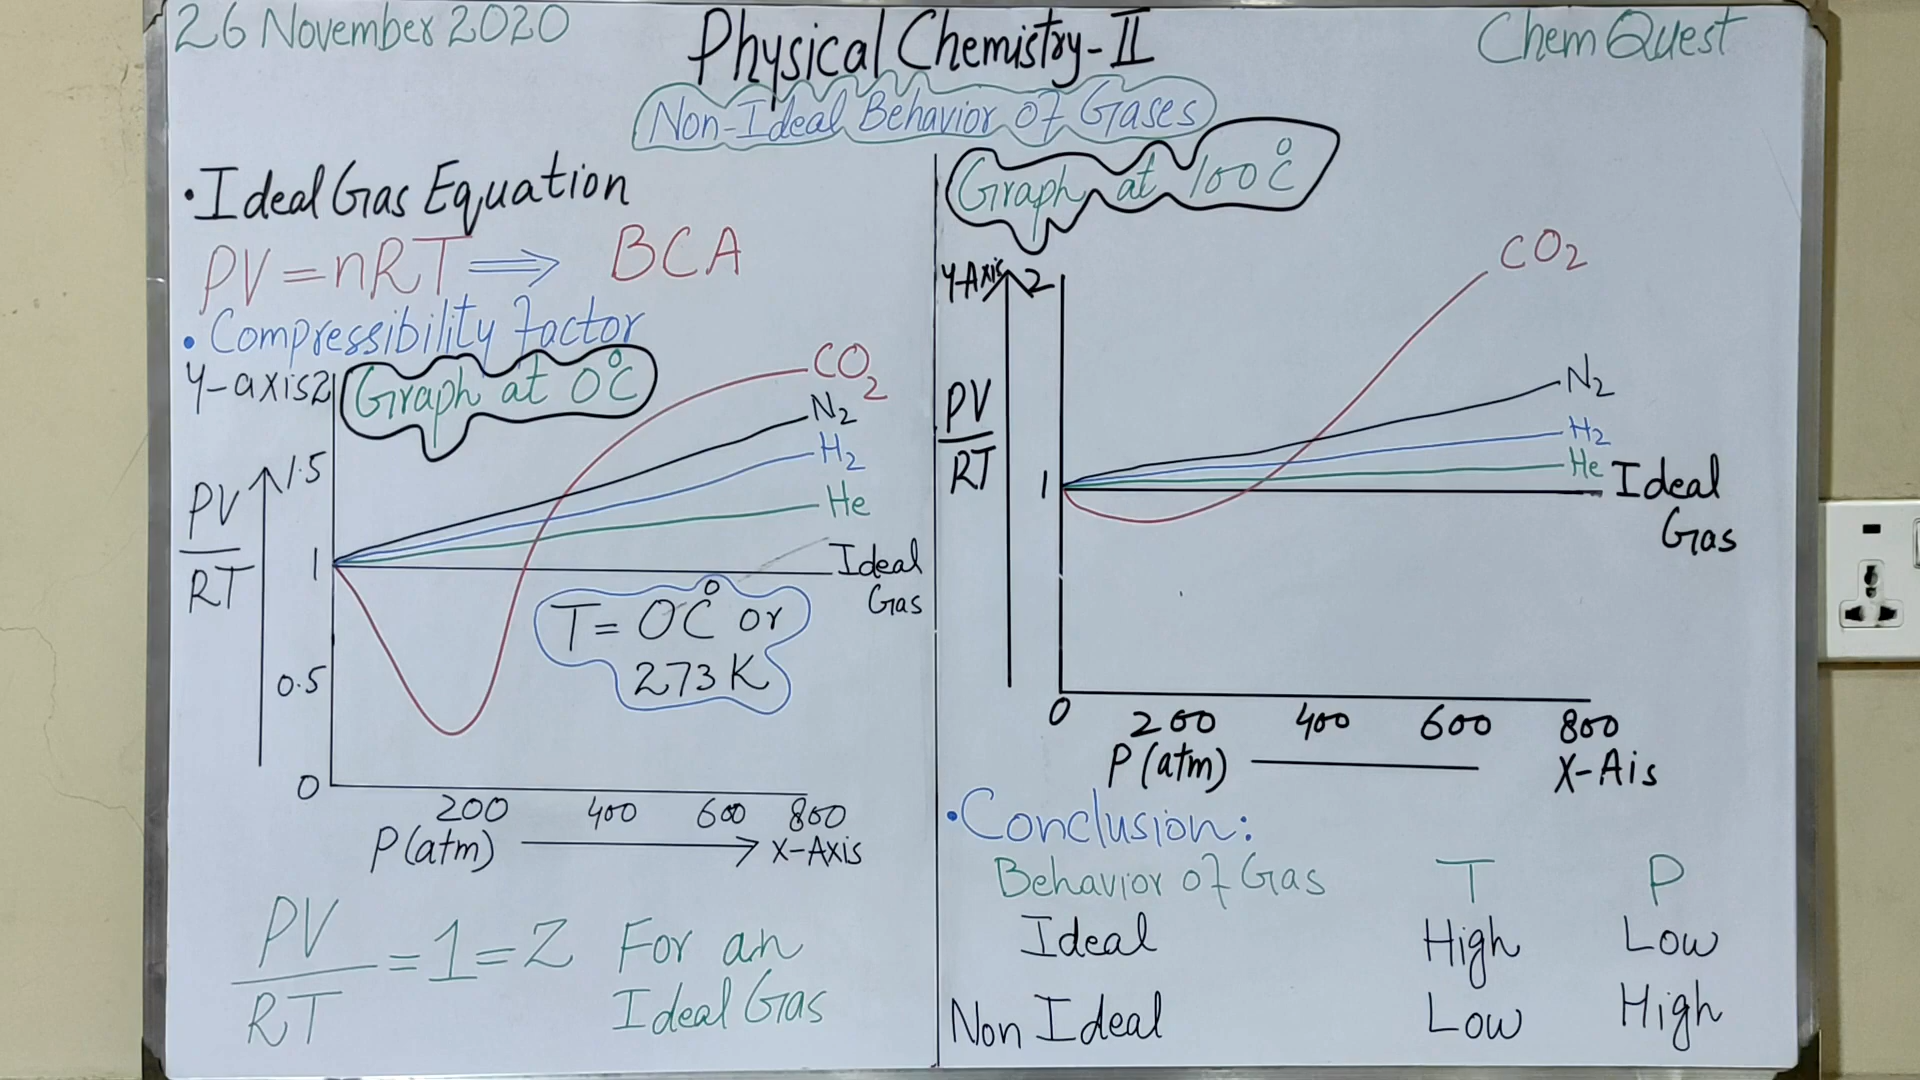 26 November 2020
Physical Chemistry-II
Chem Quest
Non-Ideal Behavior of Gases
• Ideal Gas Equation
PV = nRT ⇒ BCA
• Compressibility Factor
Y-axis 2
Graph at 0°C
CO₂
N₂
1.5
H₂
PV
He
RT
1
Ideal
Gas
T = 0°C or
273 K
0.5
0
200 400 600 800
P(atm) → X-Axis
PV
RT
= 1 = Z For an
Ideal Gas
Graph at 100°C
Y-Axis 2
CO₂
N₂
PV
RT
H₂
He
1
Ideal
Gas
0 200 400 600 800
P(atm) X-Ais
• Conclusion:
Behavior of Gas T P
Ideal High Low
Non Ideal Low High